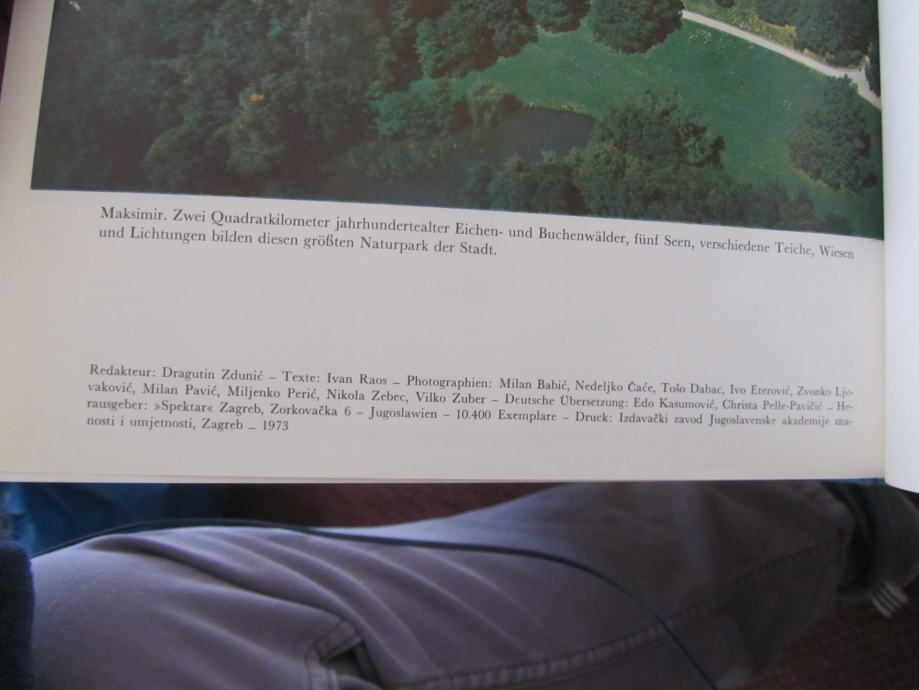 Maksimir. Zwei Quadratkilometer jahrhundertealter Eichen- und Buchenwälder, fünf Seen, verschiedene Teiche, Wiesen
und Lichtungen bilden diesen größten Naturpark der Stadt.
Redakteur: Dragutin Zdunić – Texte: Ivan Raos – Photographien: Milan Babić, Nedeljko Čaće, Tošo Dabac, Ivo Eterović, Zvonko Lje-
vaković, Milan Pavić, Miljenko Perić, Nikola Zebec, Vilko Zuber – Deutsche Übersetzung: Edo Kasumović, Christa Pelle-Pavičić – He-
rausgeber: »Spektar« Zagreb, Zorkovačka 6 – Jugoslawien – 10.400 Exemplare – Druck: Izdavački zavod Jugoslavenske akademije zna-
nosti i umjetnosti, Zagreb – 1973